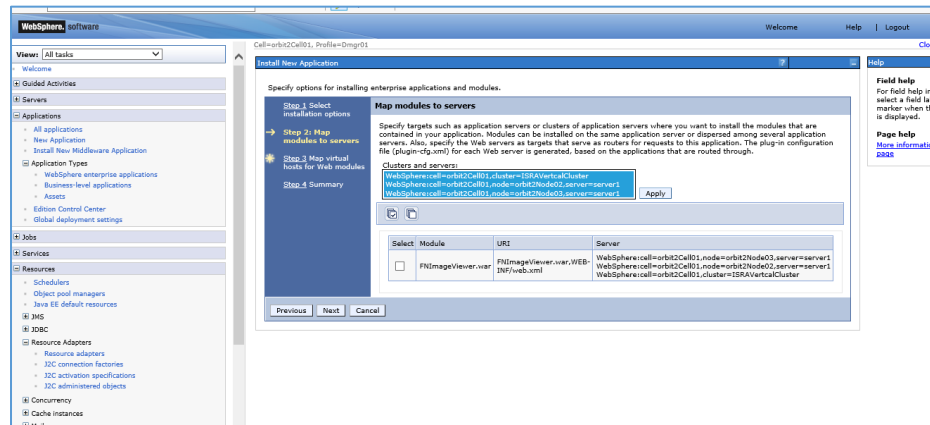 WebSphere. software
Welcome Help | Logout
Cell=orbit2Cell01, Profile=Dmgr01
Clo
View: All tasks
Welcome
Guided Activities
Servers
Applications
All applications
New Application
Install New Middleware Application
Application Types
WebSphere enterprise applications
Business-level applications
Assets
Edition Control Center
Global deployment settings
Jobs
Services
Resources
Schedulers
Object pool managers
Java EE default resources
JMS
JDBC
Resource Adapters
Resource adapters
J2C connection factories
J2C activation specifications
J2C administered objects
Concurrency
Cache instances
Install New Application ?
Specify options for installing enterprise applications and modules.
Step 1 Select
installation options
Step 2: Map
modules to servers
Step 3 Map virtual
hosts for Web modules
Step 4 Summary
Map modules to servers
Specify targets such as application servers or clusters of application servers where you want to install the modules that are
contained in your application. Modules can be installed on the same application server or dispersed among several application
servers. Also, specify the Web servers as targets that serve as routers for requests to this application. The plug-in configuration
file (plugin-cfg.xml) for each Web server is generated, based on the applications that are routed through.
Clusters and servers:
WebSphere:cell=orbit2Cell01,cluster=ISRAVertcalCluster
WebSphere:cell=orbit2Cell01,node=orbit2Node02,server=server1
WebSphere:cell=orbit2Cell01,node=orbit2Node03,server=server1
Apply
Select Module URI Server
FNImageViewer.war
FNImageViewer.war,WEB-
INF/web.xml
WebSphere:cell=orbit2Cell01,node=orbit2Node03,server=server1
WebSphere:cell=orbit2Cell01,node=orbit2Node02,server=server1
WebSphere:cell=orbit2Cell01,cluster=ISRAVertcalCluster
Previous Next Cancel
Help
Field help
For field help in
select a field la
marker when th
is displayed.
Page help
More informatio
page